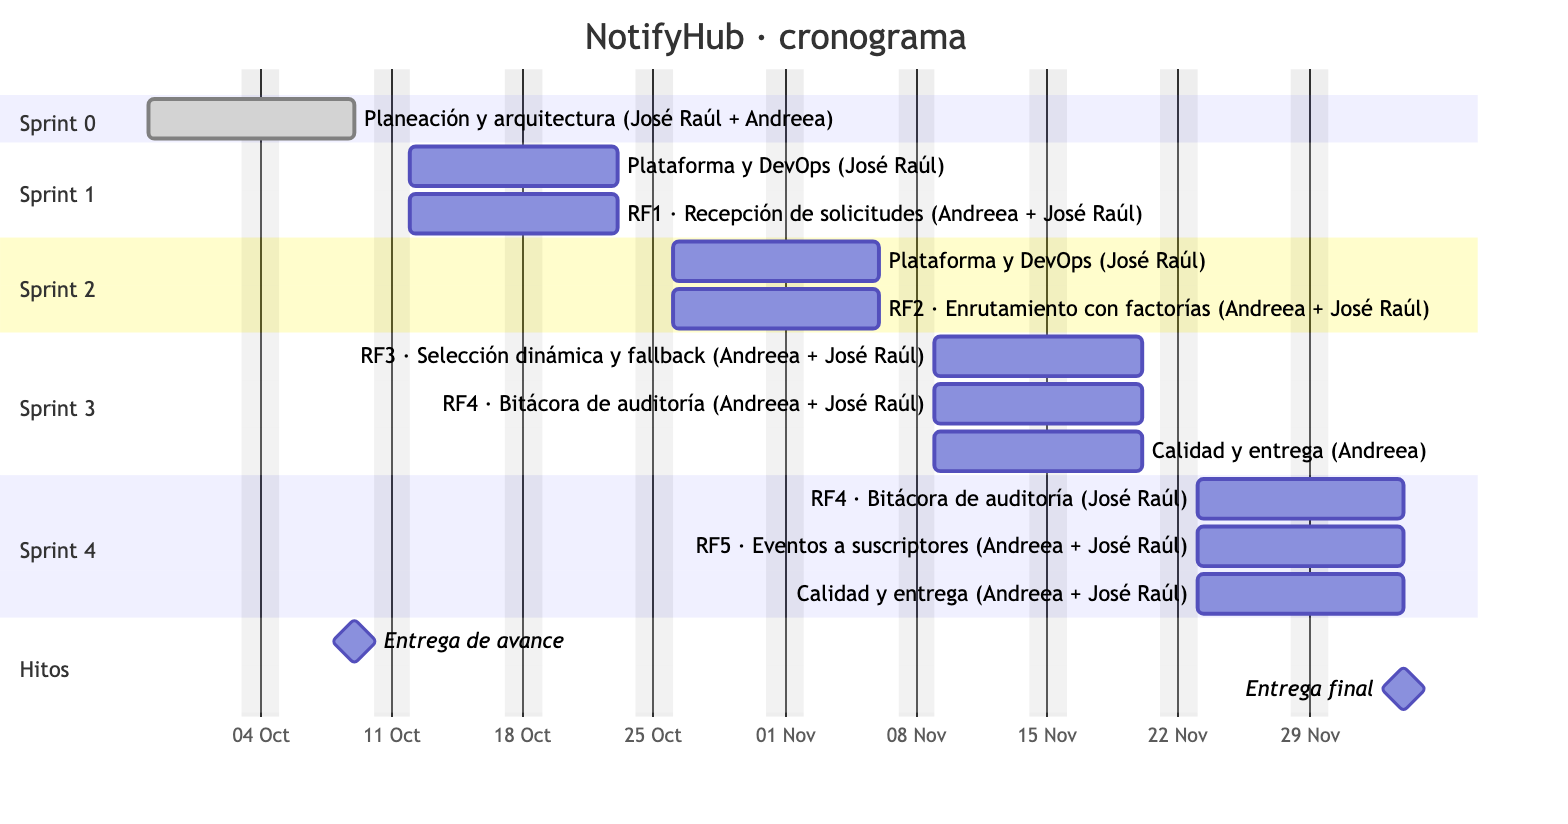 NotifyHub · cronograma
Sprint 0
Planeación y arquitectura (José Raúl + Andreea)
Sprint 1
Plataforma y DevOps (José Raúl)
RF1 · Recepción de solicitudes (Andreea + José Raúl)
Sprint 2
Plataforma y DevOps (José Raúl)
RF2 · Enrutamiento con factorías (Andreea + José Raúl)
Sprint 3
RF3 · Selección dinámica y fallback (Andreea + José Raúl)
RF4 · Bitácora de auditoría (Andreea + José Raúl)
Calidad y entrega (Andreea)
Sprint 4
RF4 · Bitácora de auditoría (José Raúl)
RF5 · Eventos a suscriptores (Andreea + José Raúl)
Calidad y entrega (Andreea + José Raúl)
Hitos
Entrega de avance
Entrega final
04 Oct 11 Oct 18 Oct 25 Oct 01 Nov 08 Nov 15 Nov 22 Nov 29 Nov